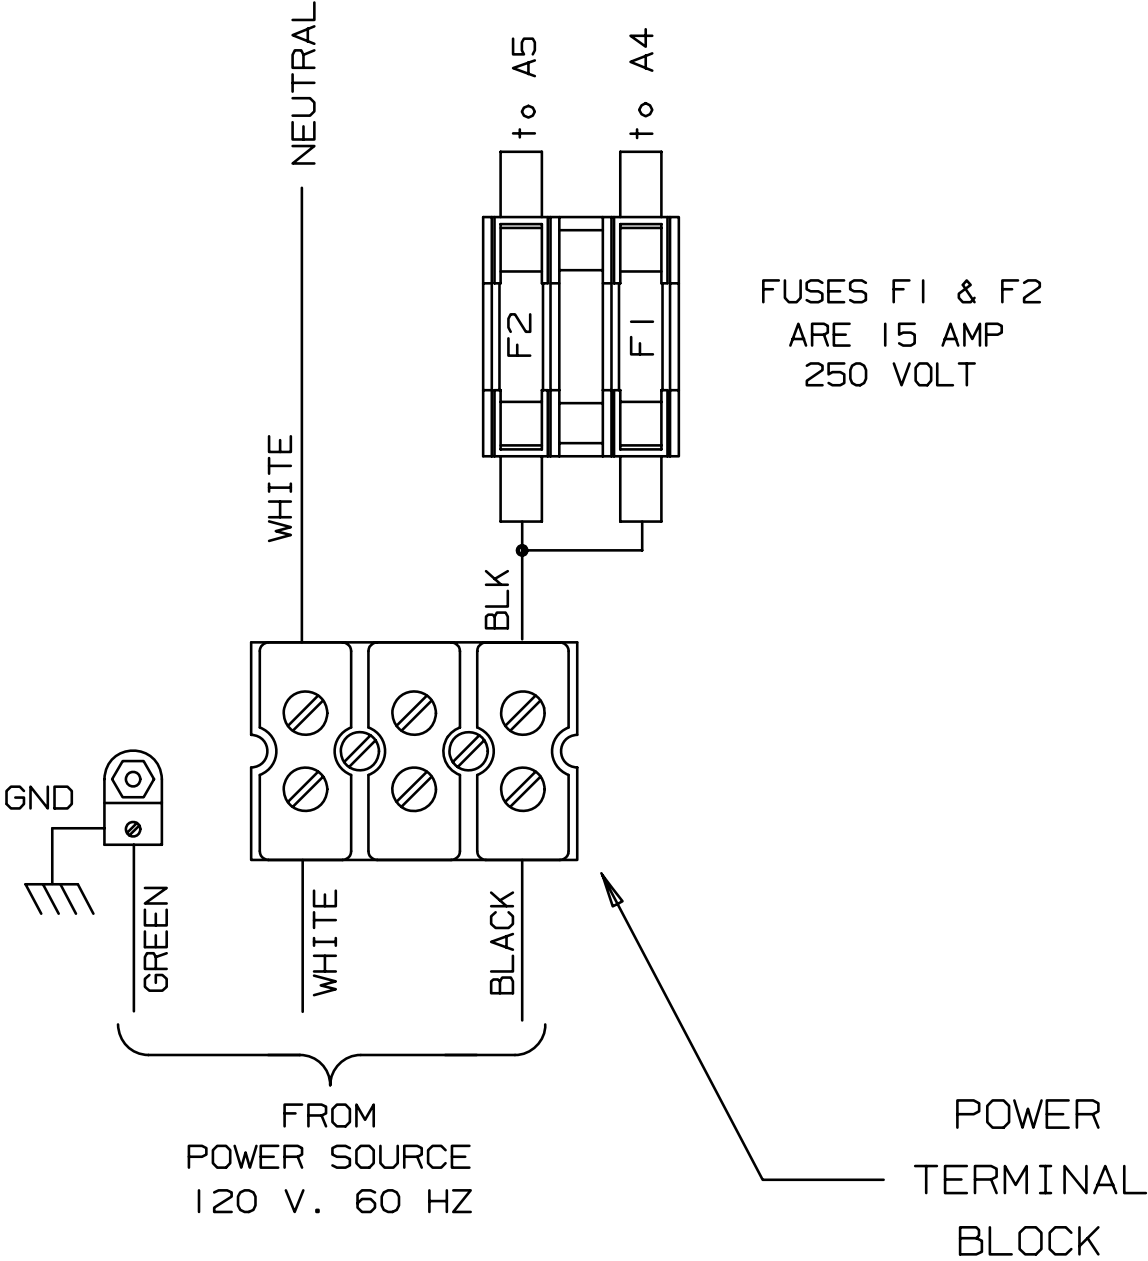 NEUTRAL
to A5
to A4
F2
F1
FUSES F1 & F2
ARE 15 AMP
250 VOLT
WHITE
BLK
GND
GREEN
WHITE
BLACK
FROM
POWER SOURCE
120 V. 60 HZ
POWER
TERMINAL
BLOCK